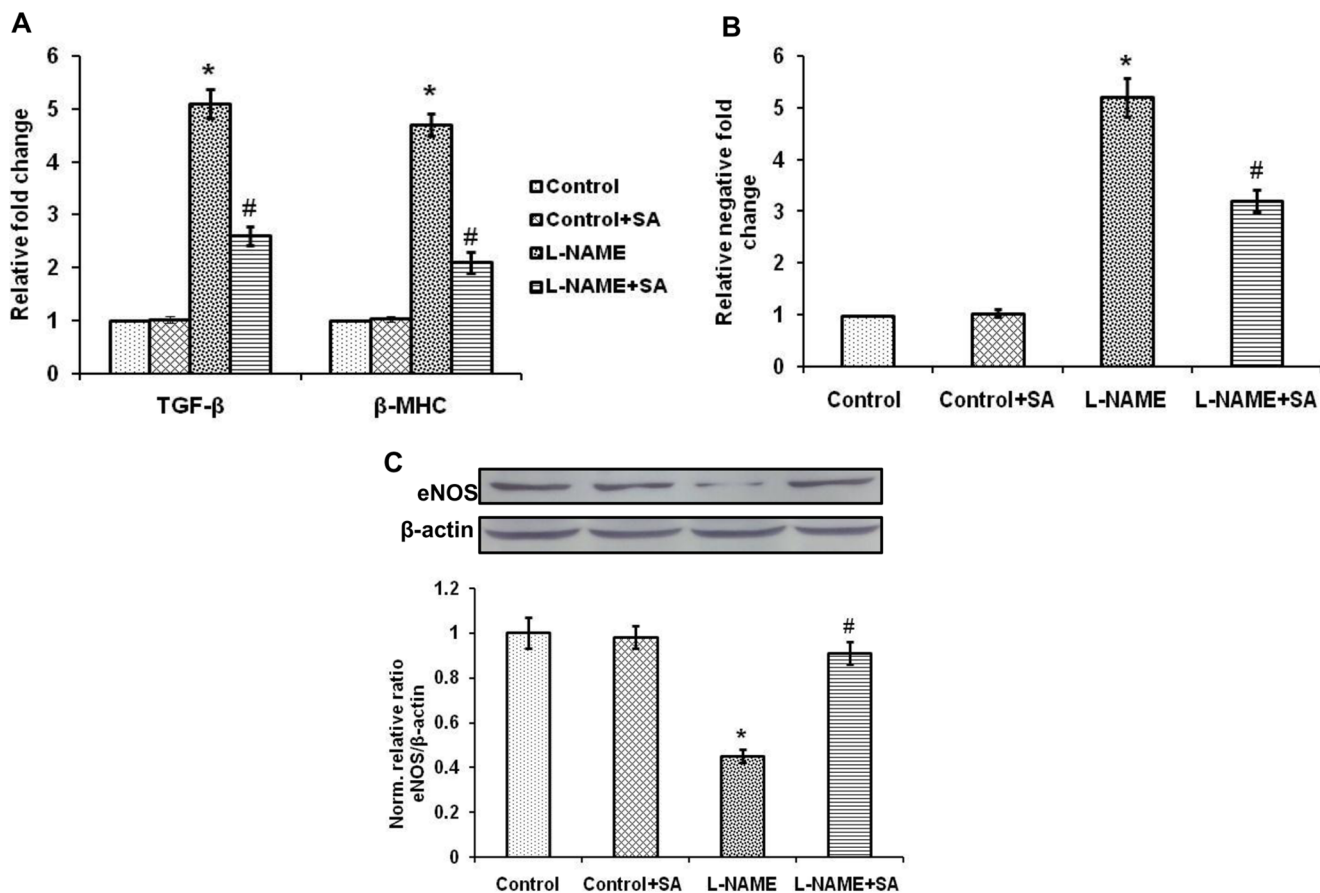 A
Relative fold change
6
5
4
3
2
1
0
*
#
*
#
TGF-β
β-MHC
Control
Control+SA
L-NAME
L-NAME+SA
B
Relative negative fold
change
6
5
4
3
2
1
0
*
#
Control
Control+SA
L-NAME
L-NAME+SA
C
eNOS
β-actin
Norm. relative ratio
eNOS/β-actin
1.2
1
0.8
0.6
0.4
0.2
0
*
#
Control
Control+SA
L-NAME
L-NAME+SA